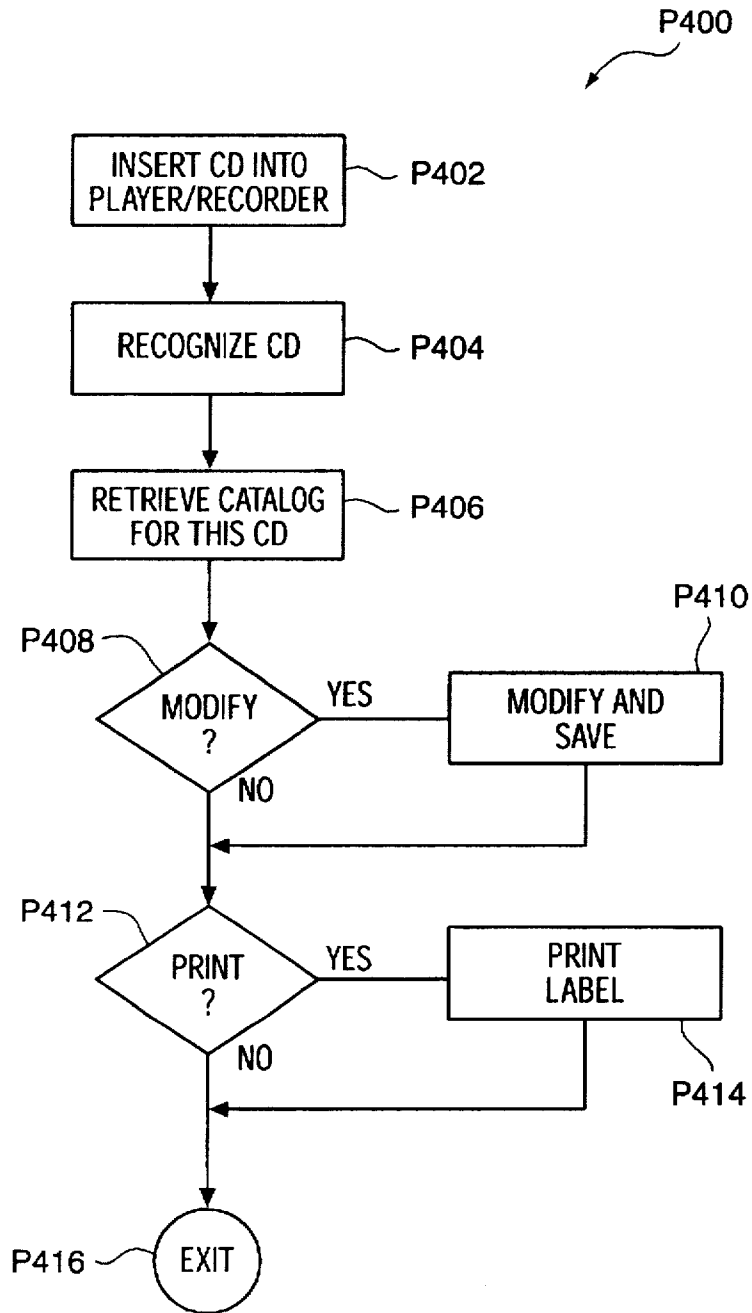 P400
INSERT CD INTO
PLAYER/RECORDER
P402
RECOGNIZE CD
P404
RETRIEVE CATALOG
FOR THIS CD
P406
P408
MODIFY
?
YES
NO
P410
MODIFY AND
SAVE
P412
PRINT
?
YES
NO
PRINT
LABEL
P414
P416
EXIT